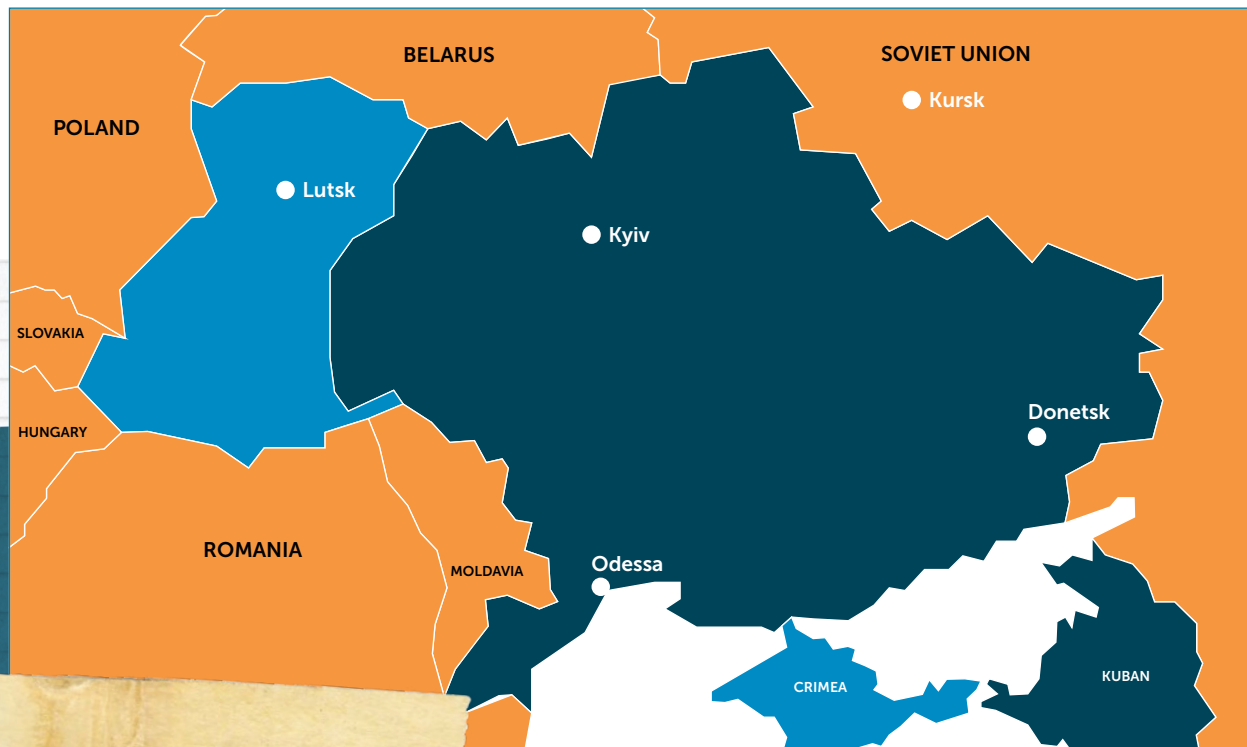 BELARUS
SOVIET UNION
Kursk
POLAND
Lutsk
Kyiv
SLOVAKIA
Donetsk
HUNGARY
ROMANIA
Odessa
MOLDAVIA
KUBAN
CRIMEA